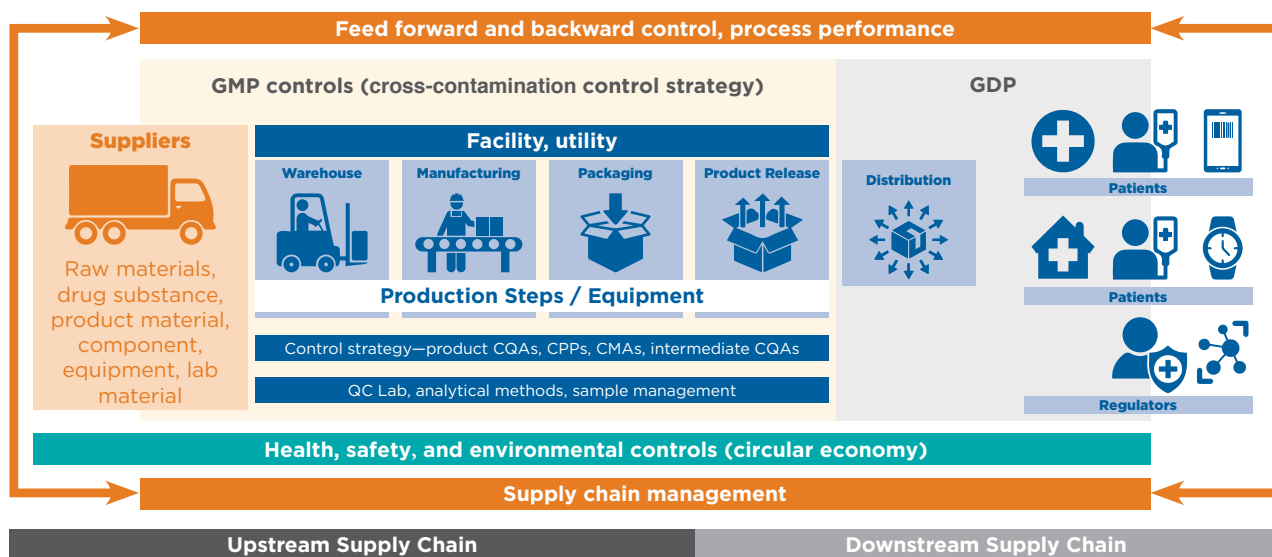 Feed forward and backward control, process performance
GMP controls (cross-contamination control strategy)
GDP
Suppliers
Raw materials,
drug substance,
product material,
component,
equipment, lab
material
Facility, utility
Warehouse
Manufacturing
Packaging
Product Release
Production Steps / Equipment
Control strategy—product CQAs, CPPs, CMAs, intermediate CQAs
QC Lab, analytical methods, sample management
Distribution
Patients
Patients
Regulators
Health, safety, and environmental controls (circular economy)
Supply chain management
Upstream Supply Chain
Downstream Supply Chain